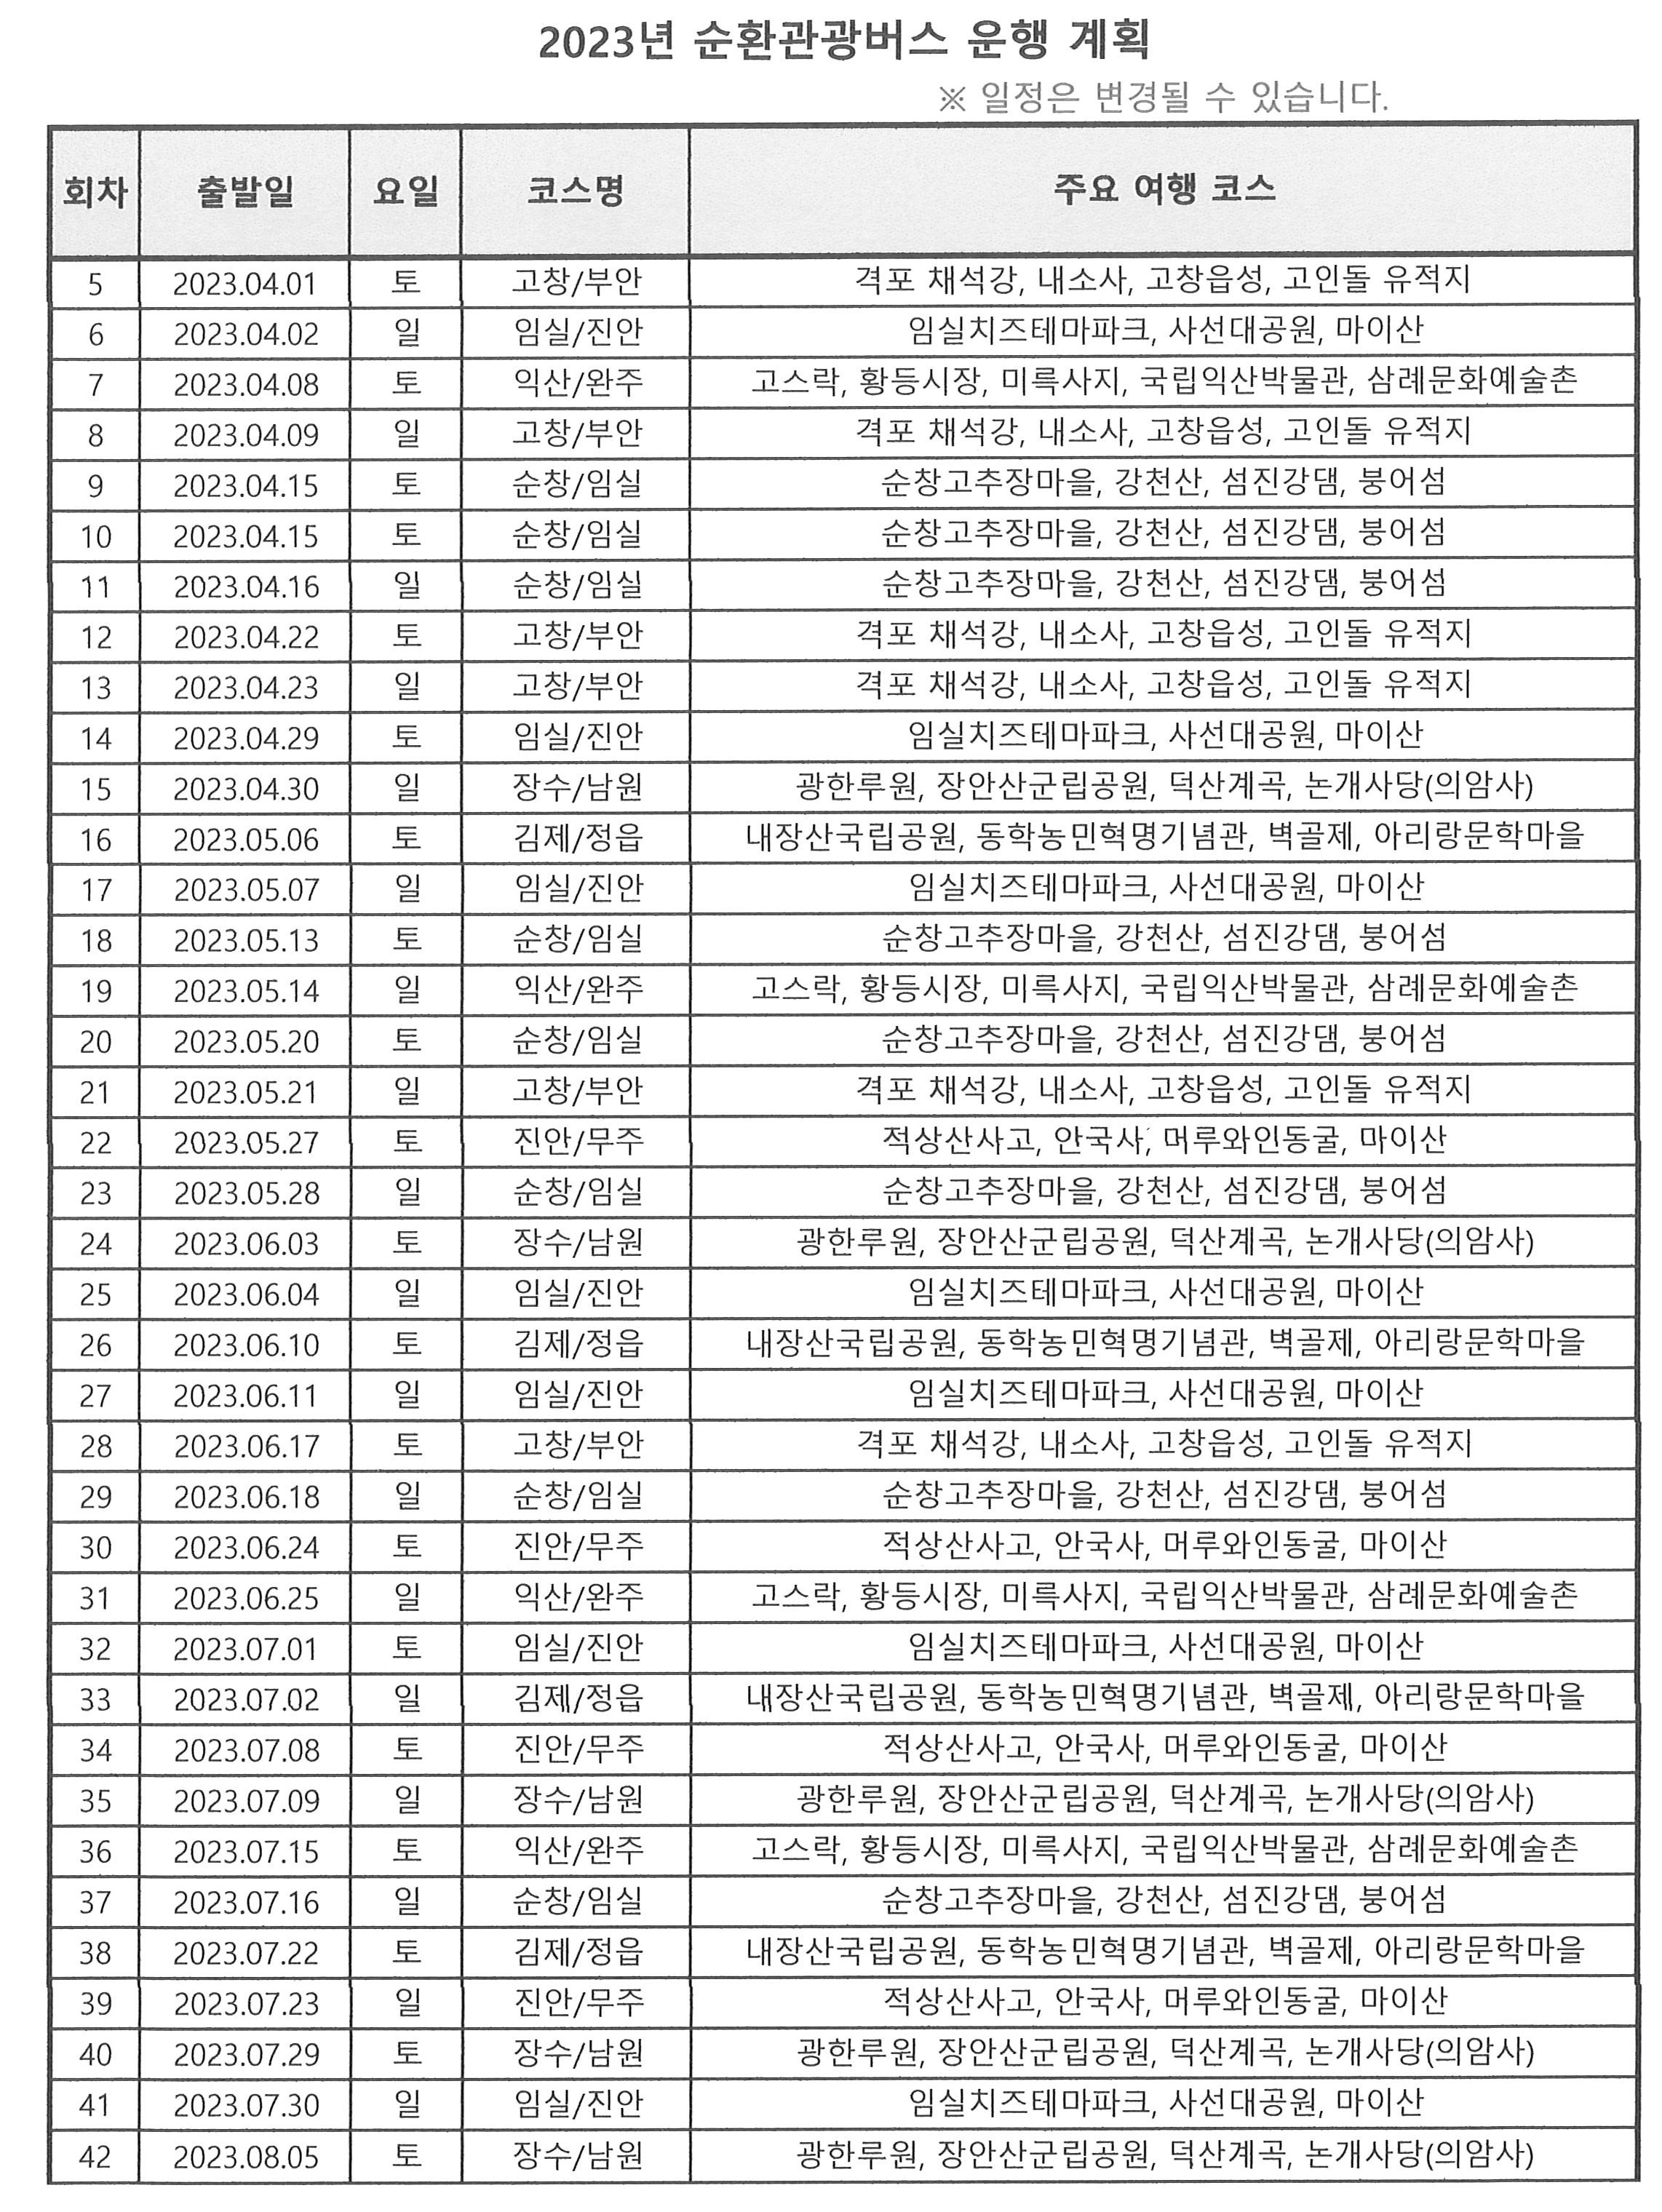 2023년 순환관광버스 운행 계획
※ 일정은 변경될 수 있습니다.
회차 출발일 요일 코스명 주요 여행 코스
5 2023.04.01 토 고창/부안 격포 채석강, 내소사, 고창읍성, 고인돌 유적지
6 2023.04.02 일 임실/진안 임실치즈테마파크, 사선대공원, 마이산
7 2023.04.08 토 익산/완주 고스락, 황등시장, 미륵사지, 국립익산박물관, 삼례문화예술촌
8 2023.04.09 일 고창/부안 격포 채석강, 내소사, 고창읍성, 고인돌 유적지
9 2023.04.15 토 순창/임실 순창고추장마을, 강천산, 섬진강댐, 붕어섬
10 2023.04.15 토 순창/임실 순창고추장마을, 강천산, 섬진강댐, 붕어섬
11 2023.04.16 일 순창/임실 순창고추장마을, 강천산, 섬진강댐, 붕어섬
12 2023.04.22 토 고창/부안 격포 채석강, 내소사, 고창읍성, 고인돌 유적지
13 2023.04.23 일 고창/부안 격포 채석강, 내소사, 고창읍성, 고인돌 유적지
14 2023.04.29 토 임실/진안 임실치즈테마파크, 사선대공원, 마이산
15 2023.04.30 일 장수/남원 광한루원, 장안산군립공원, 덕산계곡, 논개사당(의암사)
16 2023.05.06 토 김제/정읍 내장산국립공원, 동학농민혁명기념관, 벽골제, 아리랑문학마을
17 2023.05.07 일 임실/진안 임실치즈테마파크, 사선대공원, 마이산
18 2023.05.13 토 순창/임실 순창고추장마을, 강천산, 섬진강댐, 붕어섬
19 2023.05.14 일 익산/완주 고스락, 황등시장, 미륵사지, 국립익산박물관, 삼례문화예술촌
20 2023.05.20 토 순창/임실 순창고추장마을, 강천산, 섬진강댐, 붕어섬
21 2023.05.21 일 고창/부안 격포 채석강, 내소사, 고창읍성, 고인돌 유적지
22 2023.05.27 토 진안/무주 적상산사고, 안국사, 머루와인동굴, 마이산
23 2023.05.28 일 순창/임실 순창고추장마을, 강천산, 섬진강댐, 붕어섬
24 2023.06.03 토 장수/남원 광한루원, 장안산군립공원, 덕산계곡, 논개사당(의암사)
25 2023.06.04 일 임실/진안 임실치즈테마파크, 사선대공원, 마이산
26 2023.06.10 토 김제/정읍 내장산국립공원, 동학농민혁명기념관, 벽골제, 아리랑문학마을
27 2023.06.11 일 임실/진안 임실치즈테마파크, 사선대공원, 마이산
28 2023.06.17 토 고창/부안 격포 채석강, 내소사, 고창읍성, 고인돌 유적지
29 2023.06.18 일 순창/임실 순창고추장마을, 강천산, 섬진강댐, 붕어섬
30 2023.06.24 토 진안/무주 적상산사고, 안국사, 머루와인동굴, 마이산
31 2023.06.25 일 익산/완주 고스락, 황등시장, 미륵사지, 국립익산박물관, 삼례문화예술촌
32 2023.07.01 토 임실/진안 임실치즈테마파크, 사선대공원, 마이산
33 2023.07.02 일 김제/정읍 내장산국립공원, 동학농민혁명기념관, 벽골제, 아리랑문학마을
34 2023.07.08 토 진안/무주 적상산사고, 안국사, 머루와인동굴, 마이산
35 2023.07.09 일 장수/남원 광한루원, 장안산군립공원, 덕산계곡, 논개사당(의암사)
36 2023.07.15 토 익산/완주 고스락, 황등시장, 미륵사지, 국립익산박물관, 삼례문화예술촌
37 2023.07.16 일 순창/임실 순창고추장마을, 강천산, 섬진강댐, 붕어섬
38 2023.07.22 토 김제/정읍 내장산국립공원, 동학농민혁명기념관, 벽골제, 아리랑문학마을
39 2023.07.23 일 진안/무주 적상산사고, 안국사, 머루와인동굴, 마이산
40 2023.07.29 토 장수/남원 광한루원, 장안산군립공원, 덕산계곡, 논개사당(의암사)
41 2023.07.30 일 임실/진안 임실치즈테마파크, 사선대공원, 마이산
42 2023.08.05 토 장수/남원 광한루원, 장안산군립공원, 덕산계곡, 논개사당(의암사)